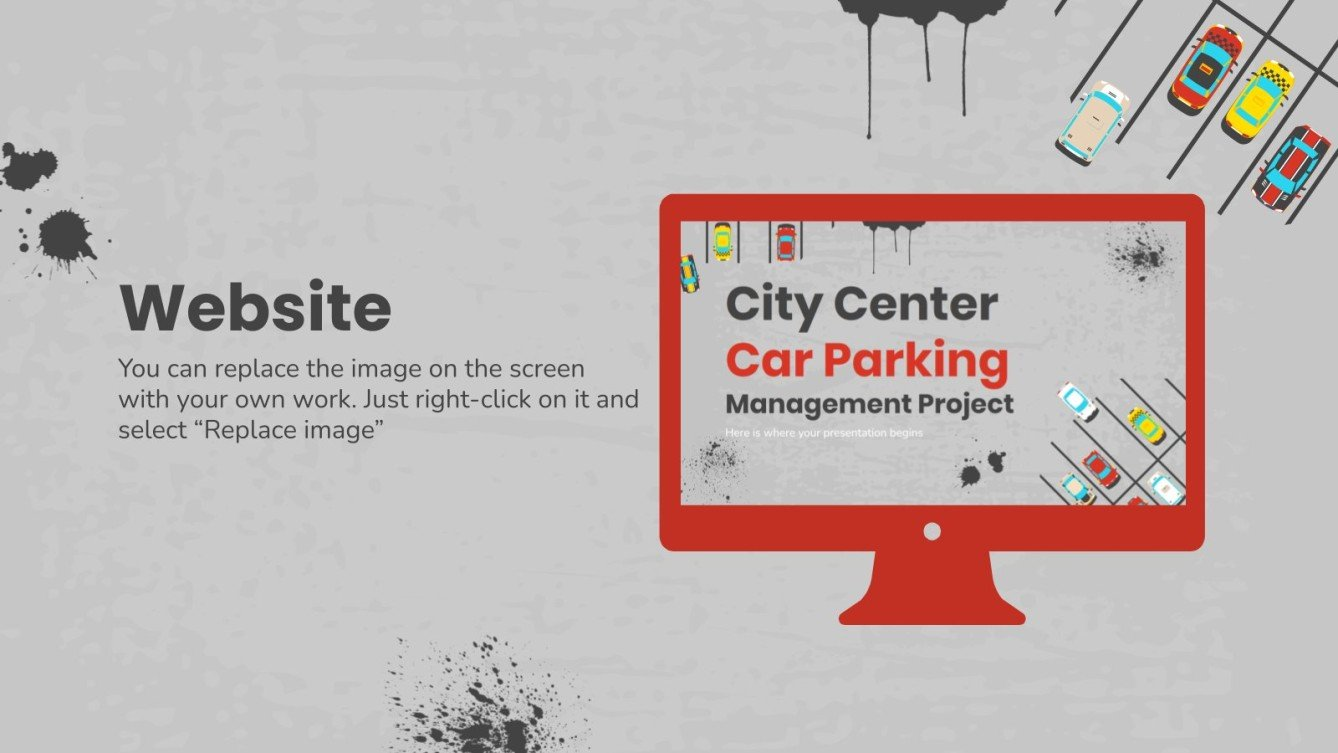 Website
You can replace the image on the screen
with your own work. Just right-click on it and
select “Replace image”
City Center
Car Parking
Management Project
Here is where your presentation begins